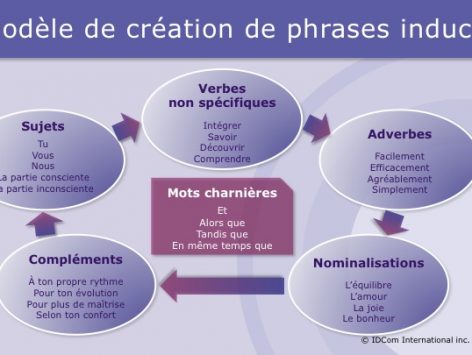 odèle de création de phrases induc
Verbes
non spécifiques
Intégrer
Savoir
Découvrir
Comprendre
Sujets
Tu
Vous
Nous
La partie consciente
a partie inconsciente
Adverbes
Facilement
Efficacement
Agréablement
Simplement
Mots charnières
Et
Alors que
Tandis que
En même temps que
Compléments
À ton propre rythme
Pour ton évolution
Pour plus de maîtrise
Selon ton confort
Nominalisations
L'équilibre
L'amour
La joie
Le bonheur
© IDCom International inc.